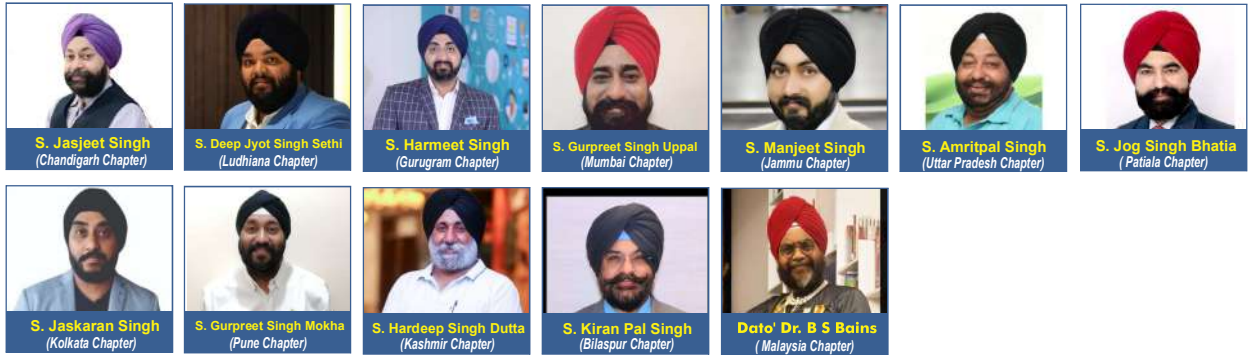 S. Jasjeet Singh
(Chandigarh Chapter)
S. Deep Jyot Singh Sethi
(Ludhiana Chapter)
S. Harmeet Singh
(Gurugram Chapter)
S. Gurpreet Singh Uppal
(Mumbai Chapter)
S. Manjeet Singh
(Jammu Chapter)
S. Amritpal Singh
(Uttar Pradesh Chapter)
S. Jog Singh Bhatia
( Patiala Chapter)
S. Jaskaran Singh
(Kolkata Chapter)
S. Gurpreet Singh Mokha
(Pune Chapter)
S. Hardeep Singh Dutta
(Kashmir Chapter)
S. Kiran Pal Singh
(Bilaspur Chapter)
Dato' Dr. B S Bains
( Malaysia Chapter)